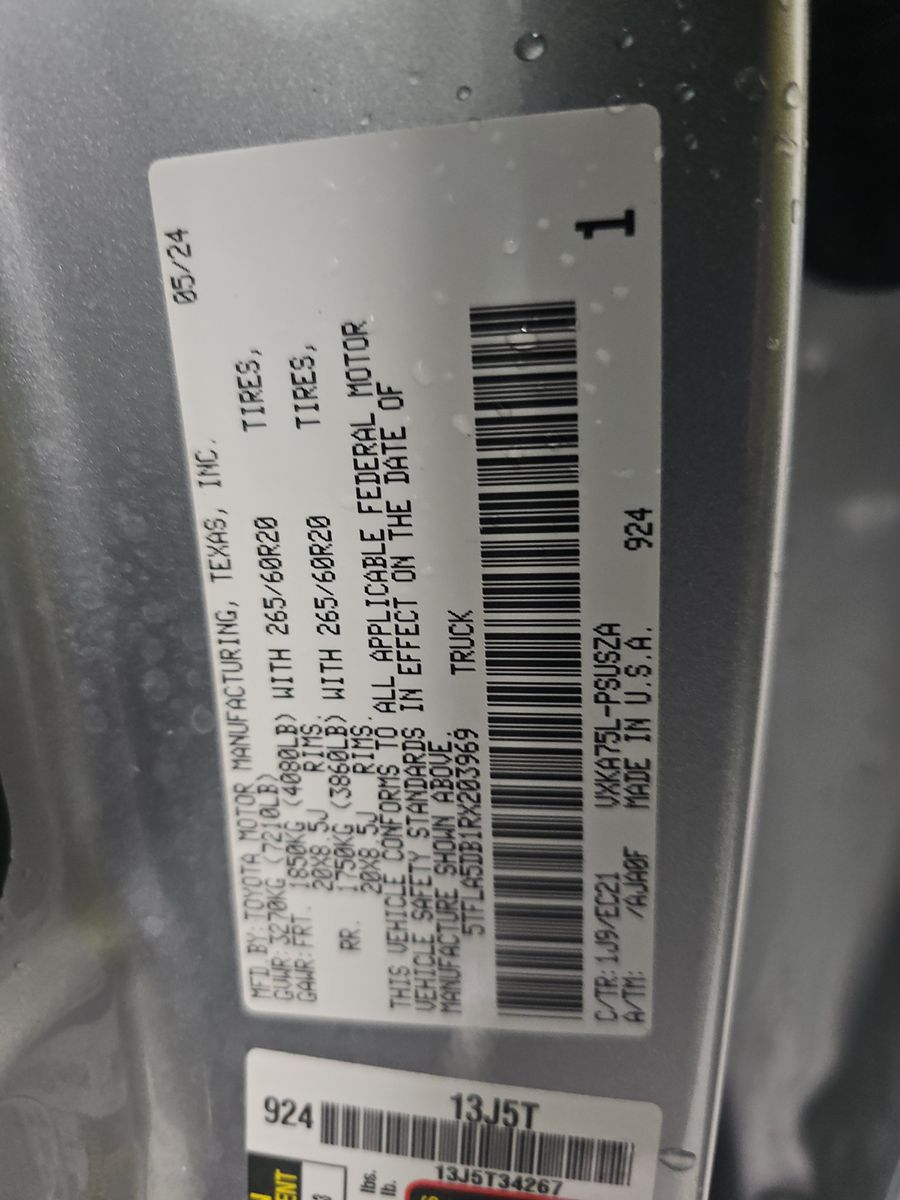 MFD.BY:TOYOTA MOTOR MANUFACTURING, TEXAS, INC. 05/24
GVWR:3270KG (7210LB)
GAWR:FRT. 1850KG (4080LB) WITH 265/60R20 TIRES,
20X8.5J RIMS.
RR. 1750KG (3860LB) WITH 265/60R20 TIRES,
20X8.5J RIMS.
THIS VEHICLE CONFORMS TO ALL APPLICABLE FEDERAL MOTOR
VEHICLE SAFETY STANDARDS IN EFFECT ON THE DATE OF
MANUFACTURE SHOWN ABOVE.
5TFLA5DB1RX203969 TRUCK
C/TR:1J9/EC21 VXKA75L-PSUSZA 1
A/TM: /AJA0F MADE IN U.S.A. 924
924
13J5T
13J5T34267
lbs.
lb.